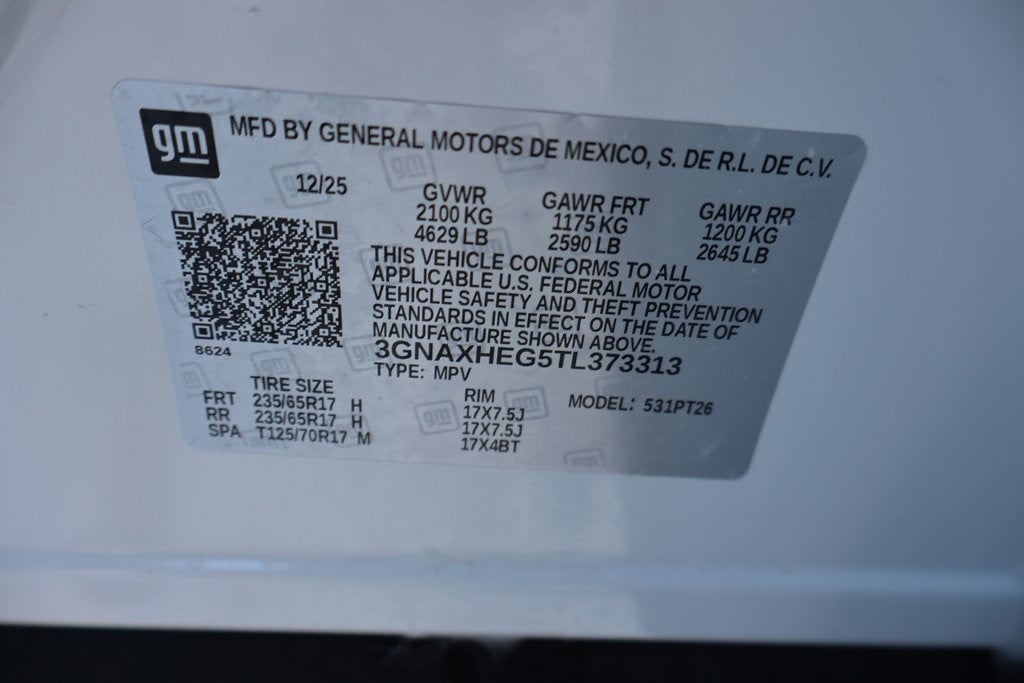 gm MFD BY GENERAL MOTORS DE MEXICO, S. DE R.L. DE C.V.
12/25
GVWR GAWR FRT GAWR RR
2100 KG 1175 KG 1200 KG
4629 LB 2590 LB 2645 LB
THIS VEHICLE CONFORMS TO ALL
APPLICABLE U.S. FEDERAL MOTOR
VEHICLE SAFETY AND THEFT PREVENTION
STANDARDS IN EFFECT ON THE DATE OF
MANUFACTURE SHOWN ABOVE.
8624
3GNAXHEG5TL373313
TYPE: MPV
TIRE SIZE RIM MODEL: 531PT26
FRT 235/65R17 H 17X7.5J
RR 235/65R17 H 17X7.5J
SPA T125/70R17 M 17X4BT